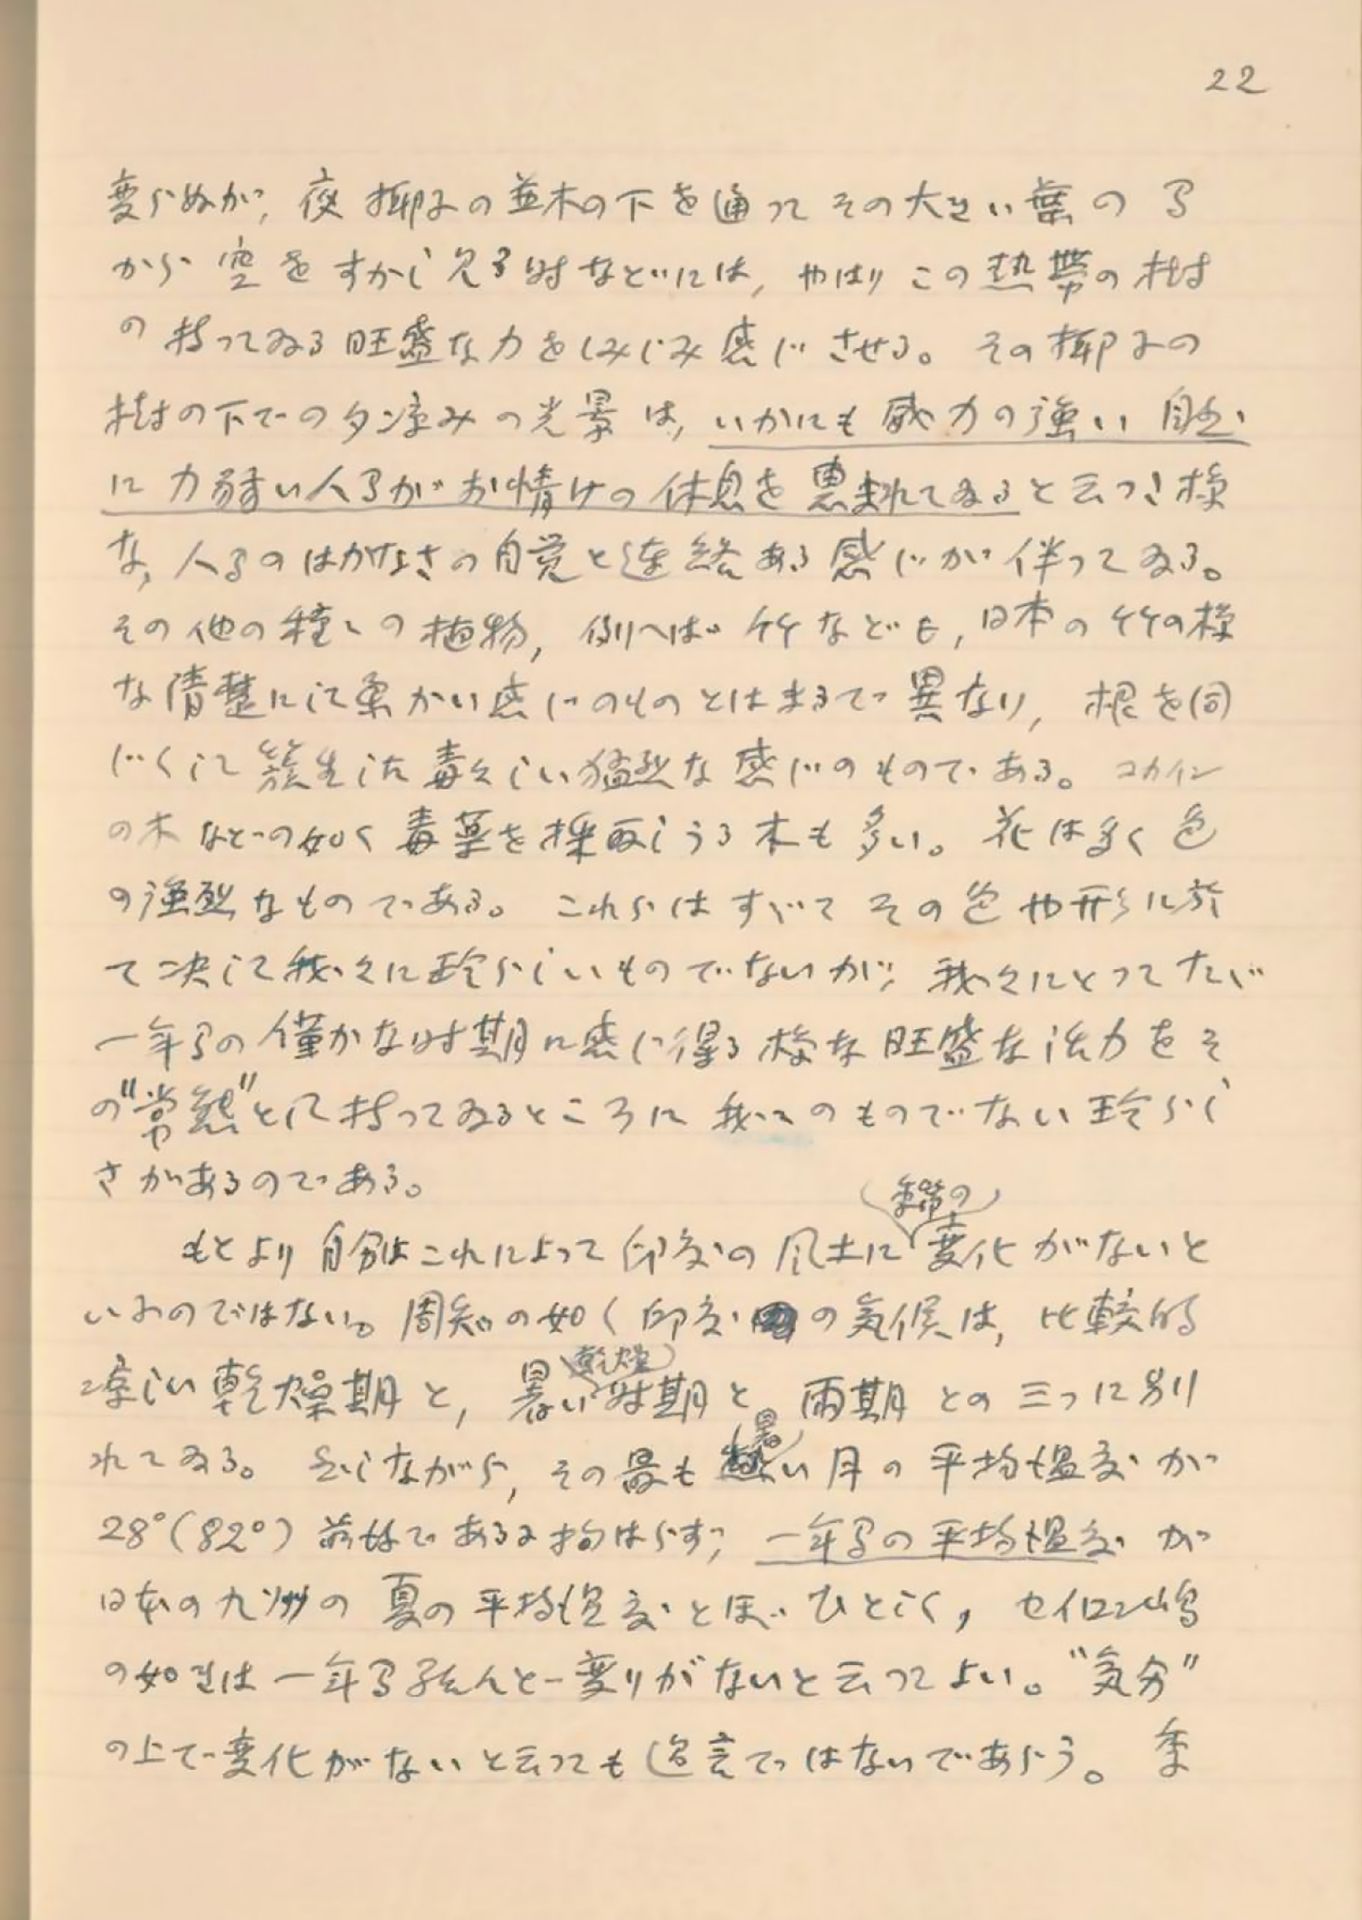 22
変らぬが, 夜 椰子の並木の下を通って その大きい葉の間
から 空をすかし見る時などには, やはり この熱帯の樹
の持ってゐる旺盛な力をしみじみ感じさせる。 その椰子の
樹の下での夕涼みの光景は, いかにも威力の強い自然
に力弱い人間がお情けの休息を恵まれてゐると云つた様
な, 人間のはかなさの自覚と連絡ある感じが伴ってゐる。
その他の種々の植物, 例へば竹なども, 日本の竹の様
な清楚にして柔かい感じのものとはまるで異なり, 根を同
じくして簇生した毒々しい猛烈な感じのものである。 コカイン
の木などの如く毒薬を採取しうる木も多い。 花は多く色
の強烈なものである。 これらはすべてその色や形に於
て決して我々に珍らしいものでないが, 我々にとってたゞ
一年間の僅かな時期に感じ得る様な旺盛な活力をそ
の"常態"として持ってゐるところに我々のものでない珍らし
さがあるのである。
もとより自分はこれによって印度の風土に季節の変化がないと
いふのではない。 周知の如く印度の気候は, 比較的
涼しい乾燥期と, 暑い乾燥時期と, 雨期との三つに別
れてゐる。 しかしながら, その最も暑い月の平均温度が
28°(82°) 前後であるに拘はらず, 一年間の平均温度が
日本の九州の夏の平均温度とほゞひとしく, セイロン島
の如きは一年間殆んど変りがないと云ってよい。 "気分"
の上で変化がないと云っても過言ではないであらう。 季